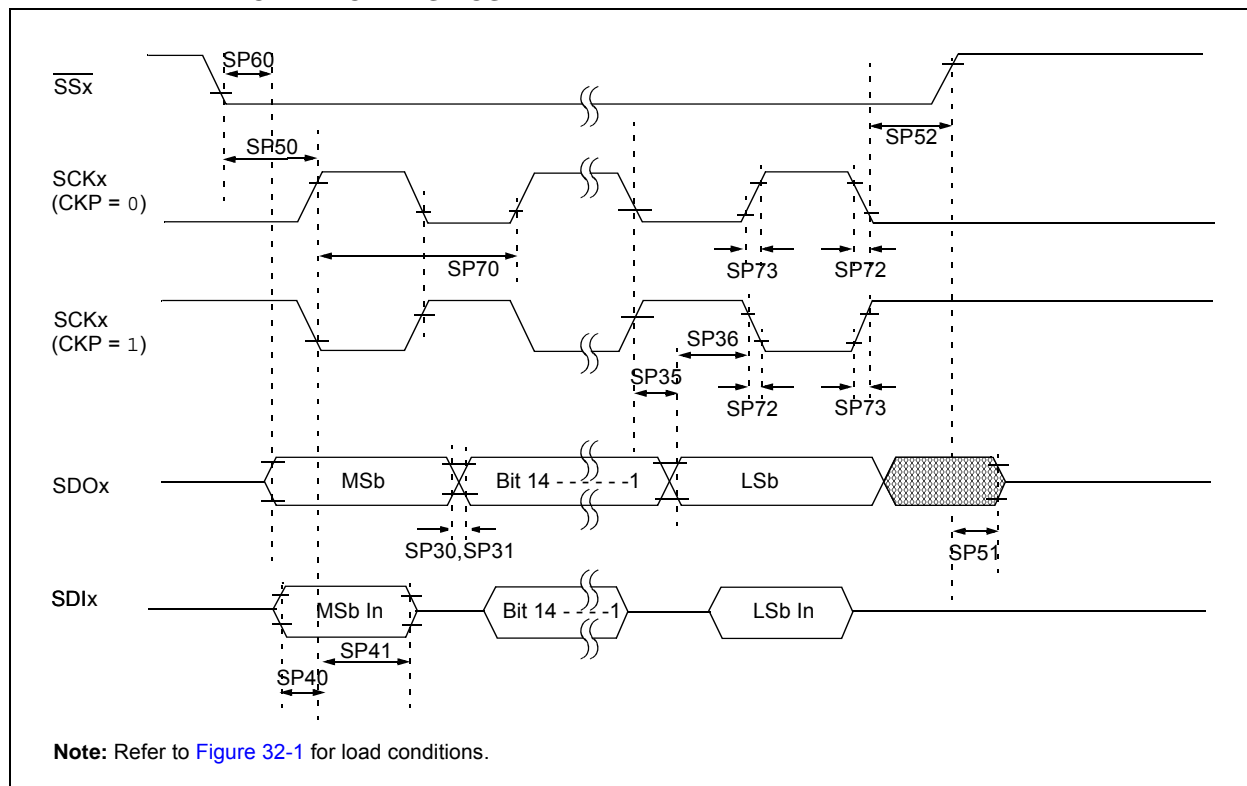 SP60
SSx
SP52
SP50
SCKx
(CKP = 0)
SP70
SP73
SP72
SCKx
(CKP = 1)
SP36
SP35
SP72
SP73
SDOx
MSb
Bit 14 - - - - - -1
LSb
SP30,SP31
SP51
SDIx
MSb In
Bit 14 - - - -1
LSb In
SP41
SP40
Note: Refer to Figure 32-1 for load conditions.